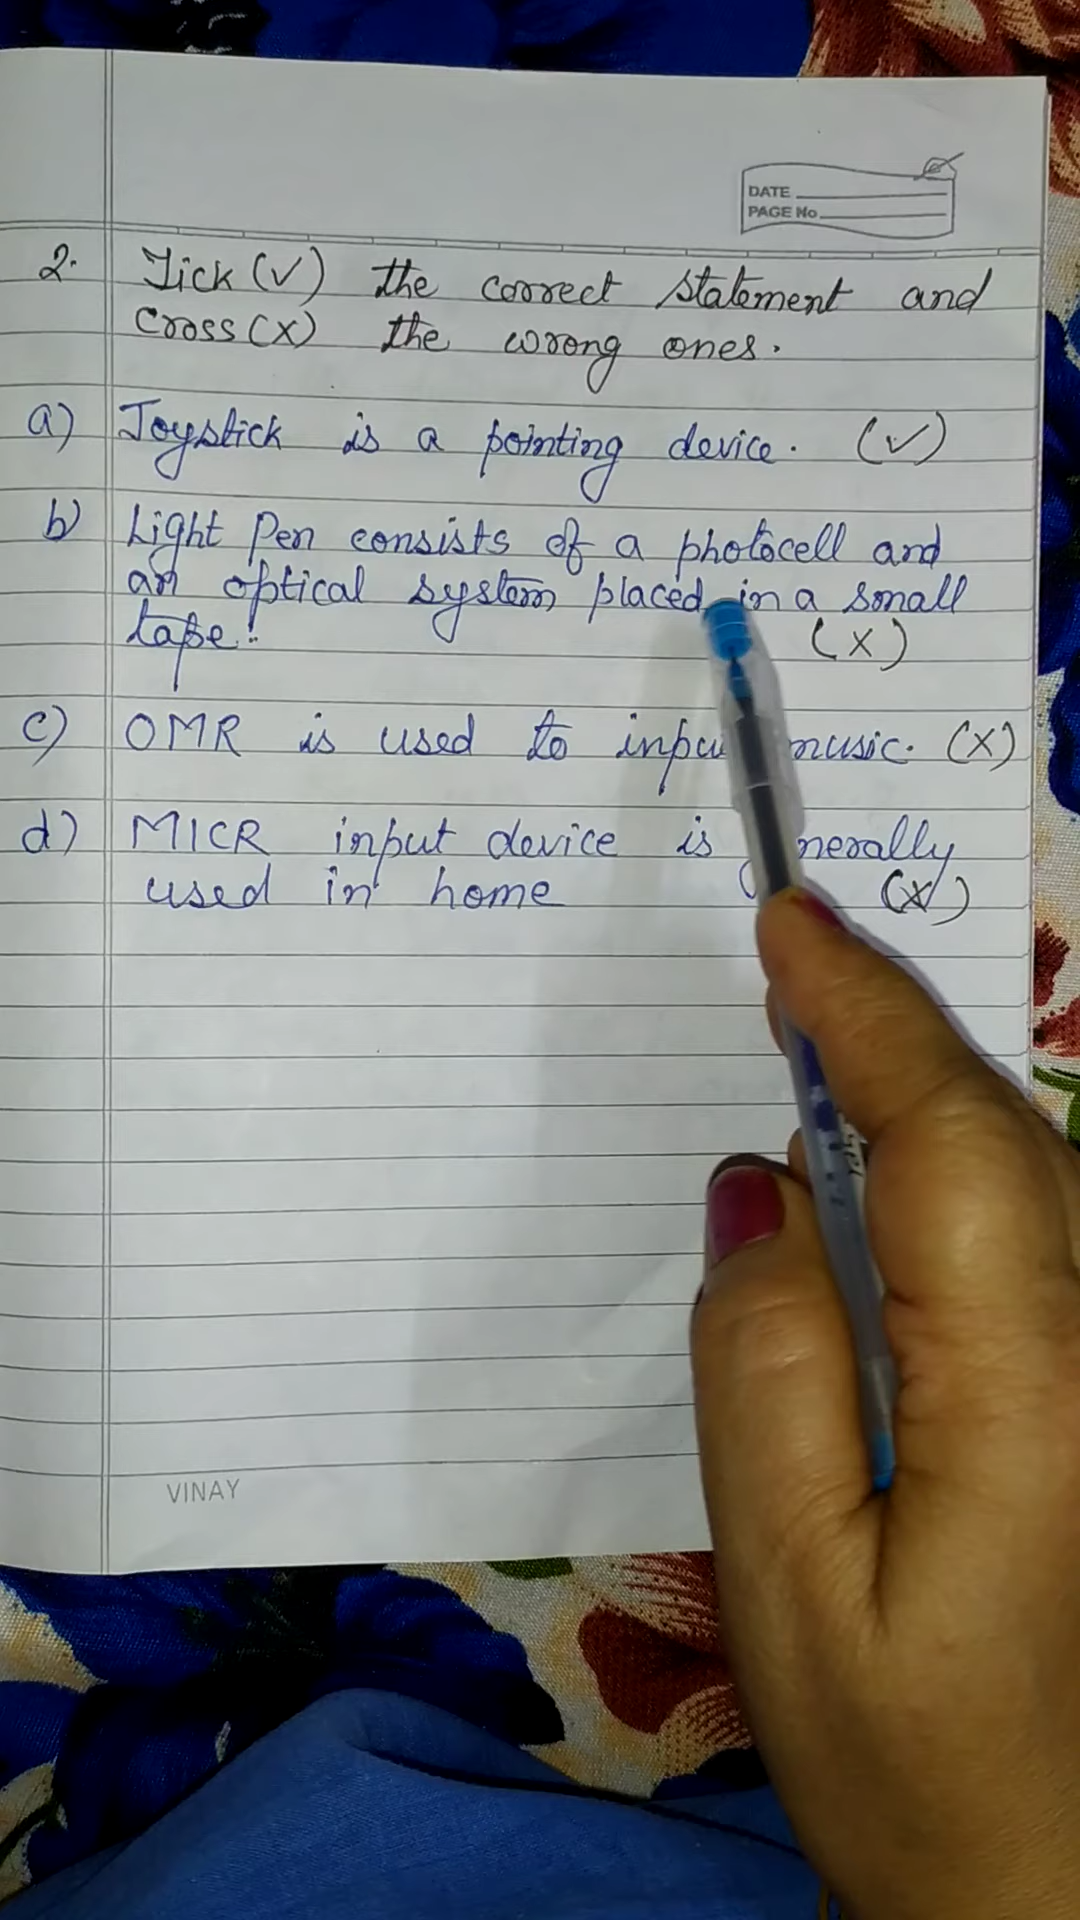 DATE
PAGE No
2. Tick (✓) the correct statement and
Cross (X) the wrong ones.
a) Joystick is a pointing device. (✓)
b) Light Pen consists of a photocell and
an optical system placed in a small
tape. (X)
c) OMR is used to music. (X)
d) MICR input device is
used in home (X)
VINAY